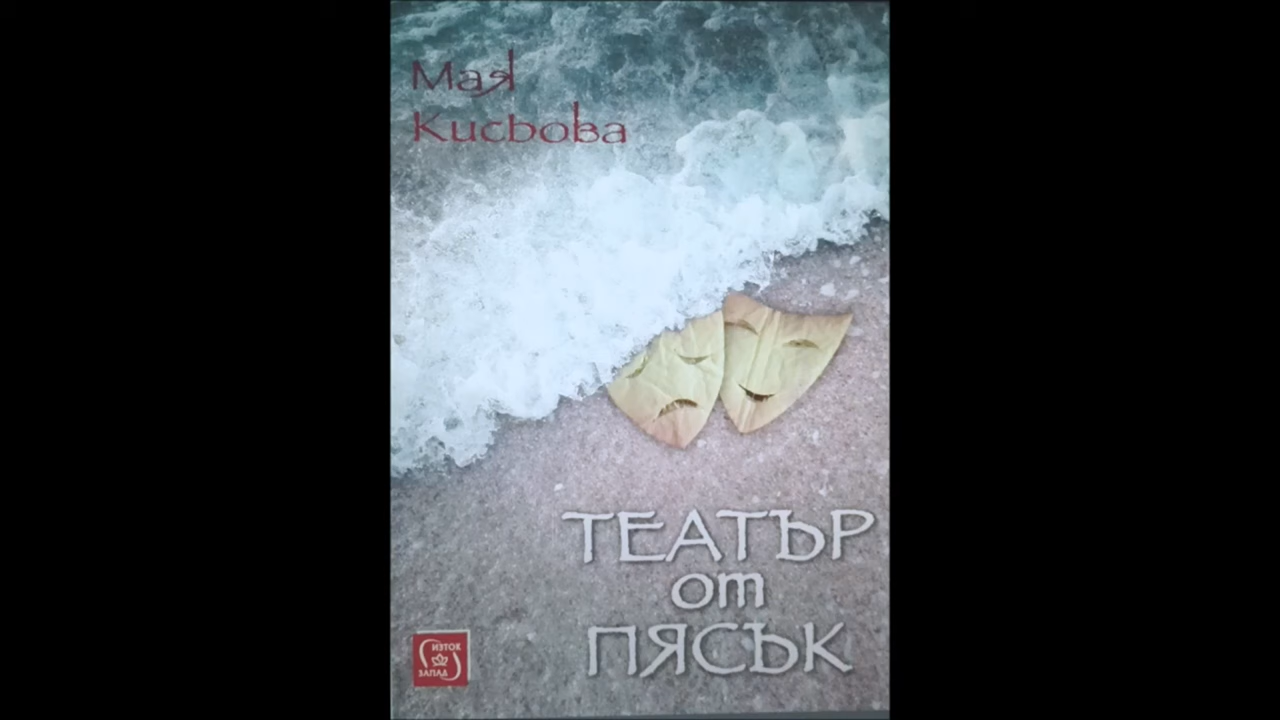 Мая
Кисьова
ТЕАТЪР
от
ПЯСЪК
ИЗТОК
ЗАПАД